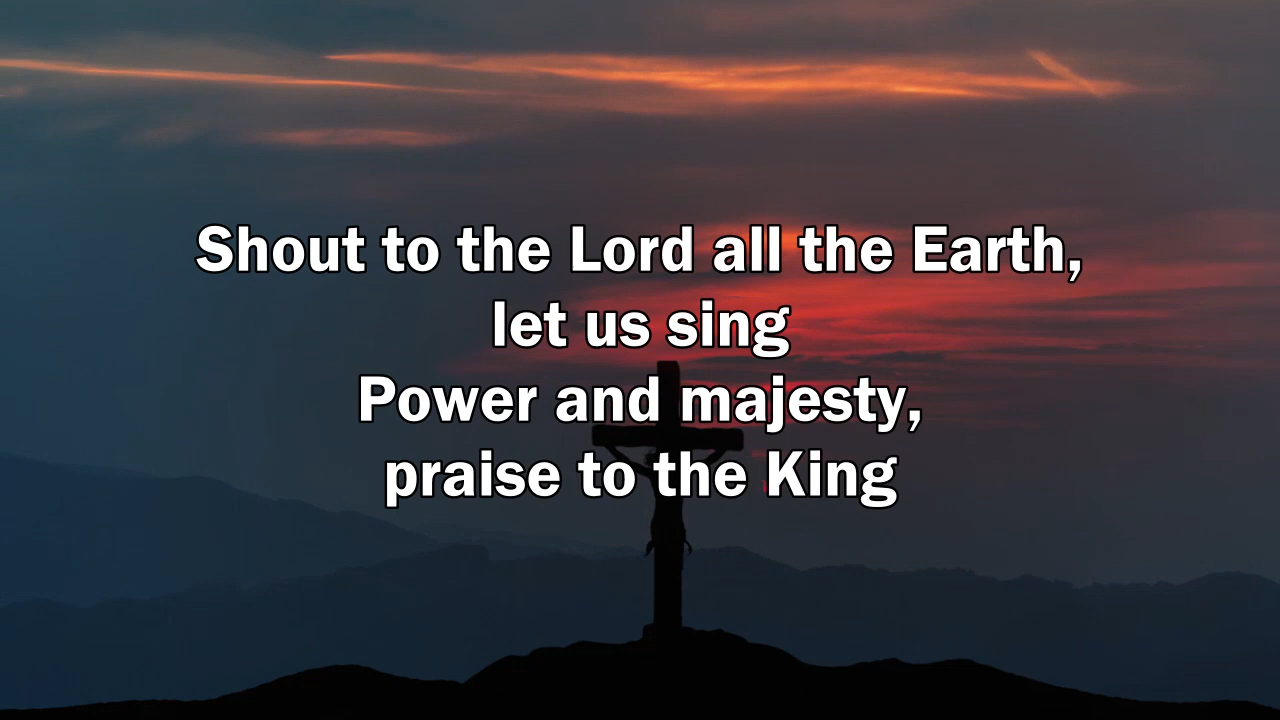 Shout to the Lord all the Earth,
let us sing
Power and majesty,
praise to the King